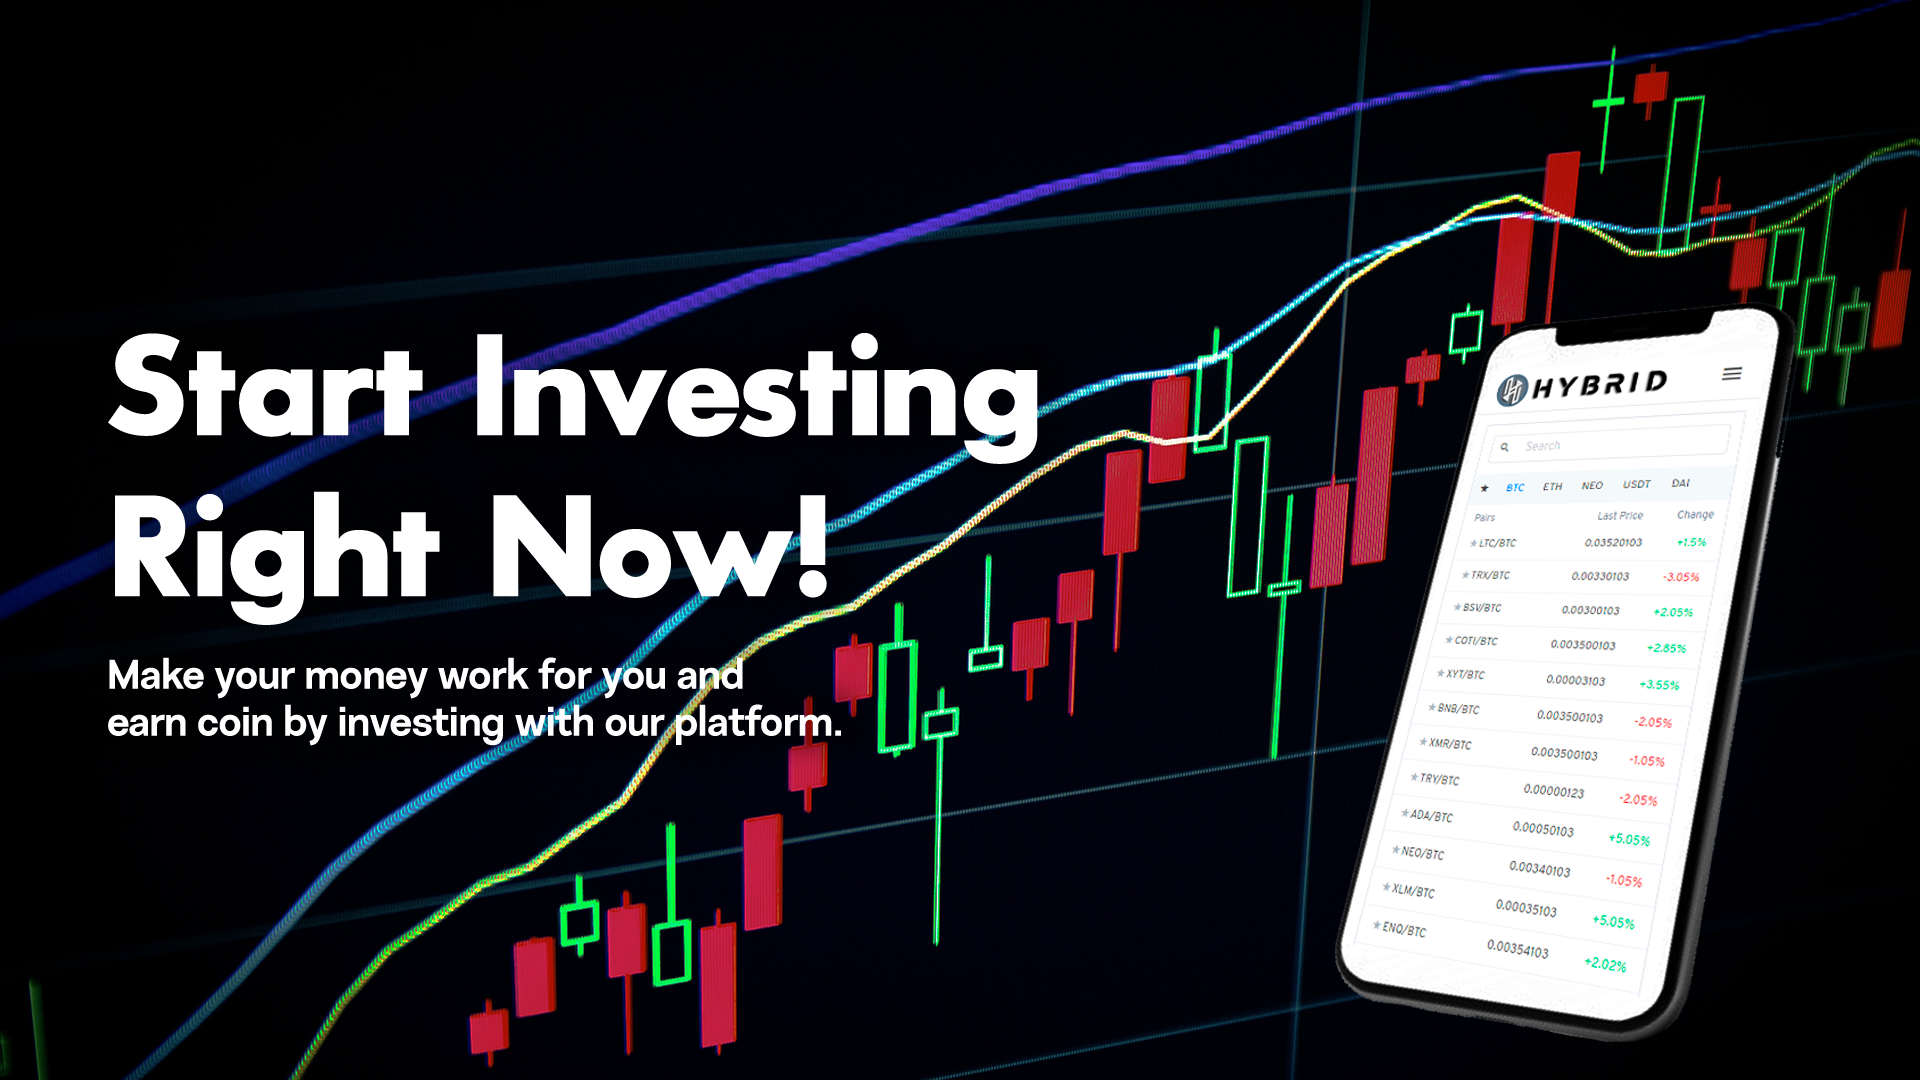 Start Investing
Right Now!
Make your money work for you and
earn coin by investing with our platform.
HYBRID
Search
BTC ETH NEO USDT DAI
Pairs Last Price Change
LTC/BTC 0.03520103 +1.5%
TRX/BTC 0.00330103 -3.05%
BSV/BTC 0.00300103 +2.05%
COTI/BTC 0.003500103 +2.85%
XYT/BTC 0.00003103 +3.55%
BNB/BTC 0.003500103 -2.05%
XMR/BTC 0.003500103 -1.05%
TRY/BTC 0.00000123 -2.05%
ADA/BTC 0.00050103 +5.05%
NEO/BTC 0.00340103 -1.05%
XLM/BTC 0.00035103 +5.05%
ENQ/BTC 0.00354103 +2.02%